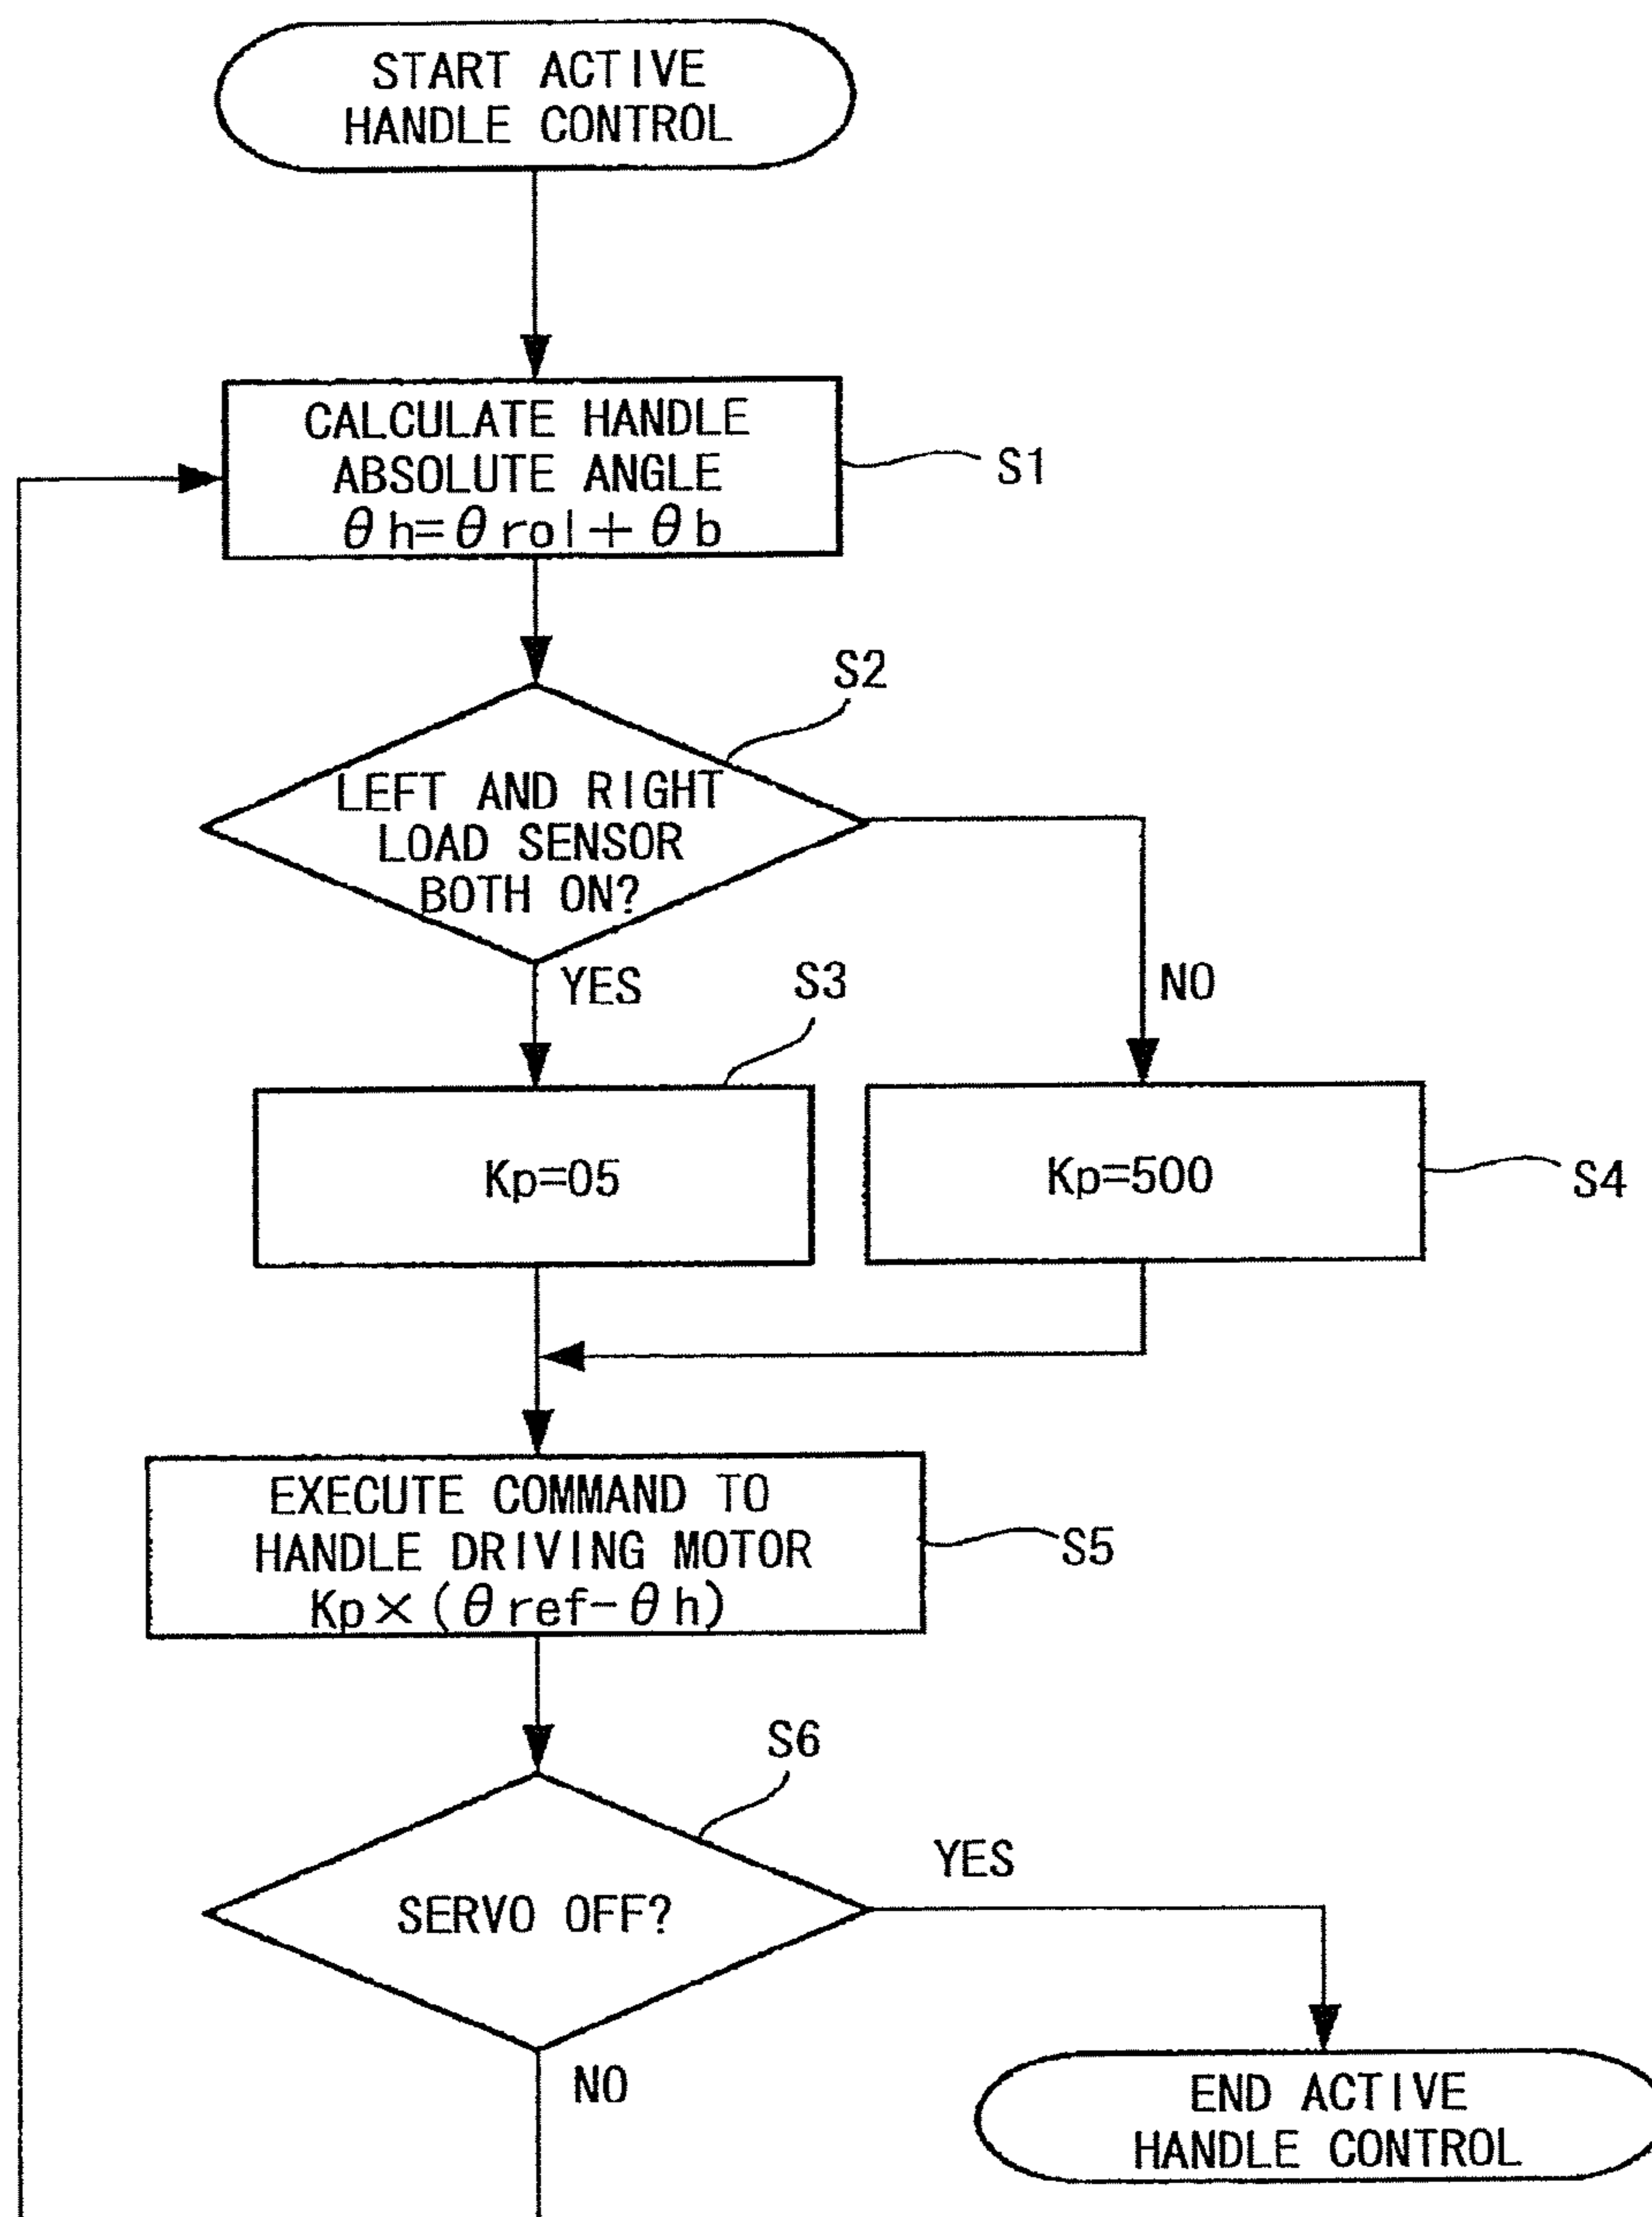 START ACTIVE
HANDLE CONTROL
CALCULATE HANDLE
ABSOLUTE ANGLE
θh=θrol+θb
S1
S2
LEFT AND RIGHT
LOAD SENSOR
BOTH ON?
YES
S3
NO
Kp=05
Kp=500
S4
EXECUTE COMMAND TO
HANDLE DRIVING MOTOR
Kp×(θref-θh)
S5
S6
SERVO OFF?
YES
NO
END ACTIVE
HANDLE CONTROL